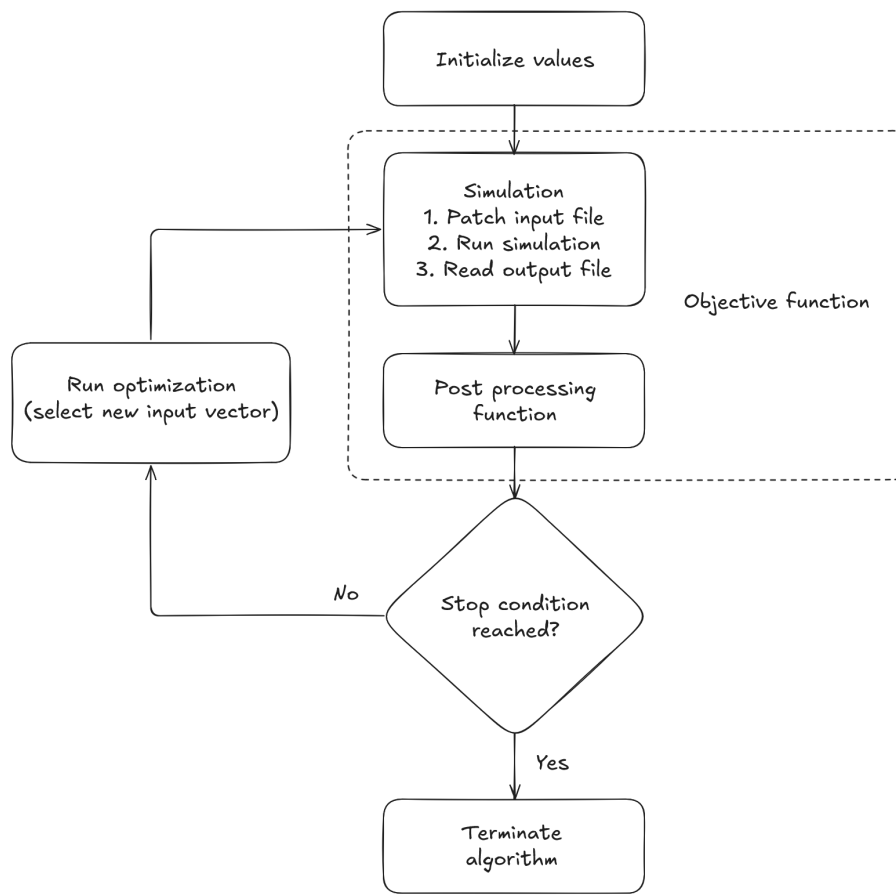 Initialize values
Simulation
1. Patch input file
2. Run simulation
3. Read output file
Objective function
Run optimization
(select new input vector)
Post processing
function
No
Stop condition
reached?
Yes
Terminate
algorithm